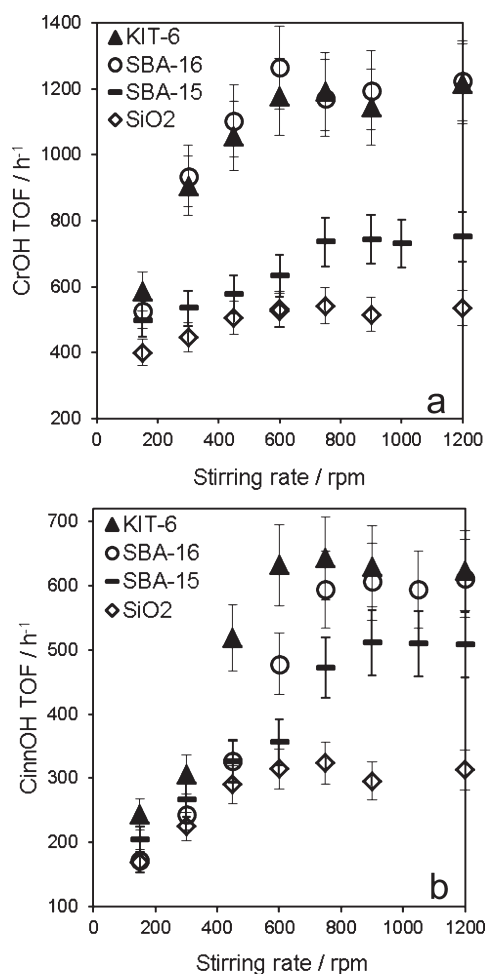 1400
1200
1000
800
600
400
200
CrOH TOF / h⁻¹
KIT-6
SBA-16
SBA-15
SiO2
a
0 200 400 600 800 1000 1200
Stirring rate / rpm
700
600
500
400
300
200
100
CinnOH TOF / h⁻¹
KIT-6
SBA-16
SBA-15
SiO2
b
0 200 400 600 800 1000 1200
Stirring rate / rpm